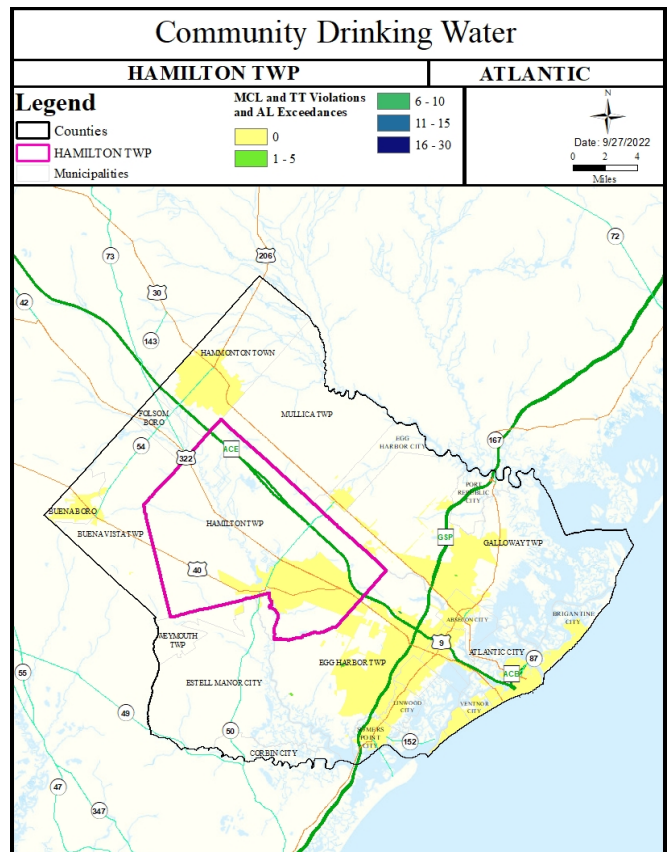 Community Drinking Water
HAMILTON TWP
ATLANTIC
Legend
Counties
HAMILTON TWP
Municipalities
MCL and TT Violations
and AL Exceedances
0
1 - 5
6 - 10
11 - 15
16 - 30
N
Date: 9/27/2022
0 2 4
Miles
72
73
206
30
42
143
HAMMONTON TOWN
FOLSOM
BORO
MULLICA TWP
54
EGG
HARBOR CITY
167
322
ACE
PORT
REPUBLIC
CITY
BUENA BORO
HAMILTON TWP
BUENA VISTA TWP
GSP
GALLOWAY TWP
40
BRIGANTINE
CITY
ABSECON CITY
WEYMOUTH
TWP
9
ATLANTIC CITY
87
EGG HARBOR TWP
ACE
55
ESTELL MANOR CITY
LINWOOD
CITY
VENTNOR
CITY
49
50
SOMERS
POINT
CITY
152
CORBIN CITY
47
347